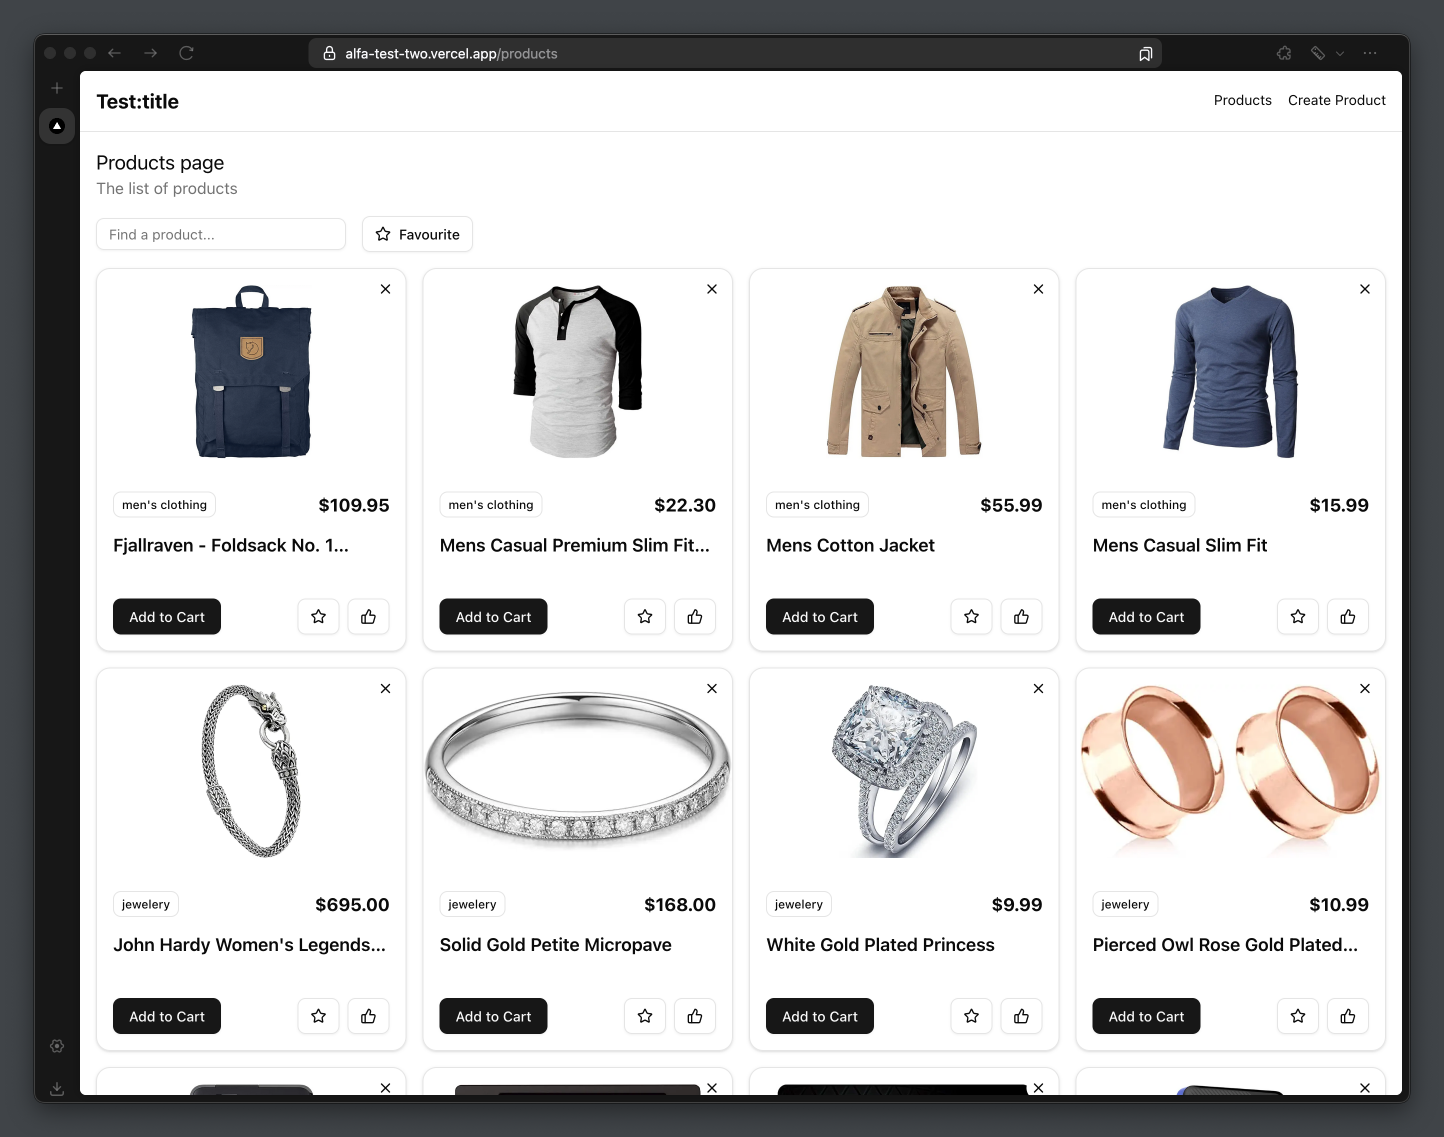 alfa-test-two.vercel.app/products
Test:title
Products
Create Product
Products page
The list of products
Find a product...
Favourite
men's clothing
$109.95
Fjallraven - Foldsack No. 1...
Add to Cart
men's clothing
$22.30
Mens Casual Premium Slim Fit...
Add to Cart
men's clothing
$55.99
Mens Cotton Jacket
Add to Cart
men's clothing
$15.99
Mens Casual Slim Fit
Add to Cart
jewelery
$695.00
John Hardy Women's Legends...
Add to Cart
jewelery
$168.00
Solid Gold Petite Micropave
Add to Cart
jewelery
$9.99
White Gold Plated Princess
Add to Cart
jewelery
$10.99
Pierced Owl Rose Gold Plated...
Add to Cart